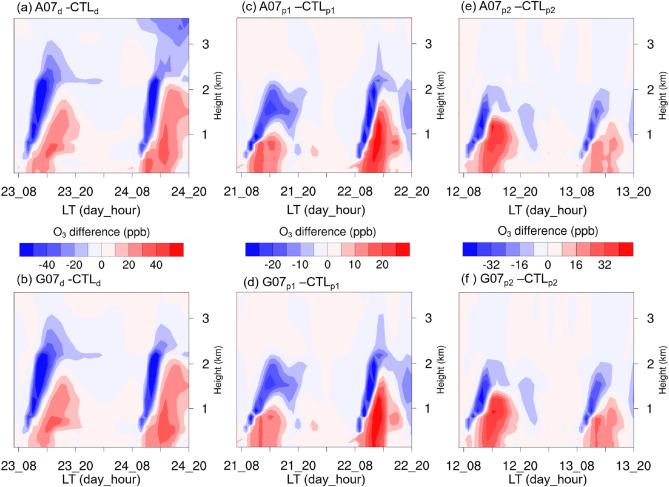 (a) A07d -CTLd
(c) A07p1 –CTLp1
(e) A07p2 –CTLp2
3
2
1
Height (km)
3
2
1
Height (km)
3
2
1
Height (km)
23_08 23_20 24_08 24_20
21_08 21_20 22_08 22_20
12_08 12_20 13_08 13_20
LT (day_hour)
LT (day_hour)
LT (day_hour)
O3 difference (ppb)
O3 difference (ppb)
O3 difference (ppb)
-40 -20 0 20 40
-20 -10 0 10 20
-32 -16 0 16 32
(b) G07d -CTLd
(d) G07p1 –CTLp1
(f) G07p2 –CTLp2
3
2
1
Height (km)
3
2
1
Height (km)
3
2
1
Height (km)
23_08 23_20 24_08 24_20
21_08 21_20 22_08 22_20
12_08 12_20 13_08 13_20
LT (day_hour)
LT (day_hour)
LT (day_hour)